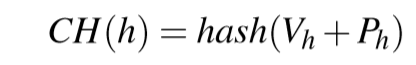 CH(h) = hash(V_h + P_h)